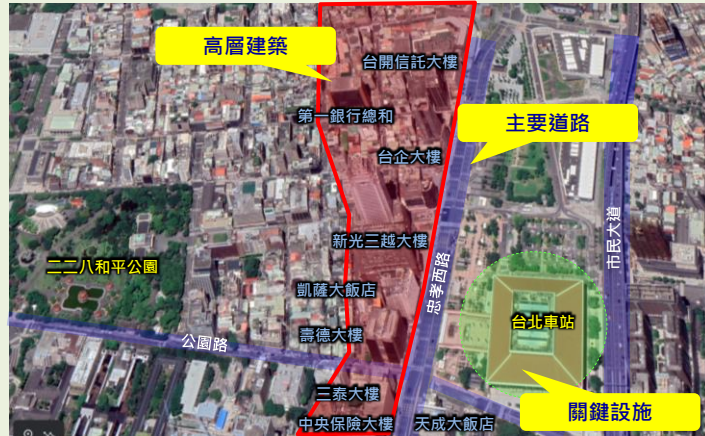 高層建築
台開信託大樓
第一銀行總和
主要道路
台企大樓
新光三越大樓
市民大道
二二八和平公園
忠孝西路
凱薩大飯店
台北車站
壽德大樓
公園路
三泰大樓
關鍵設施
中央保險大樓
天成大飯店